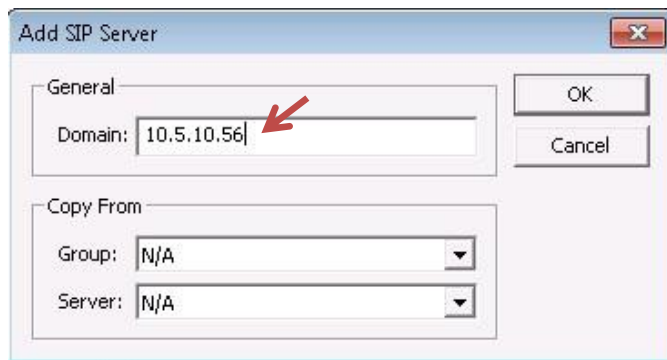 Add SIP Server
General
Domain: 10.5.10.56
OK
Cancel
Copy From
Group: N/A
Server: N/A